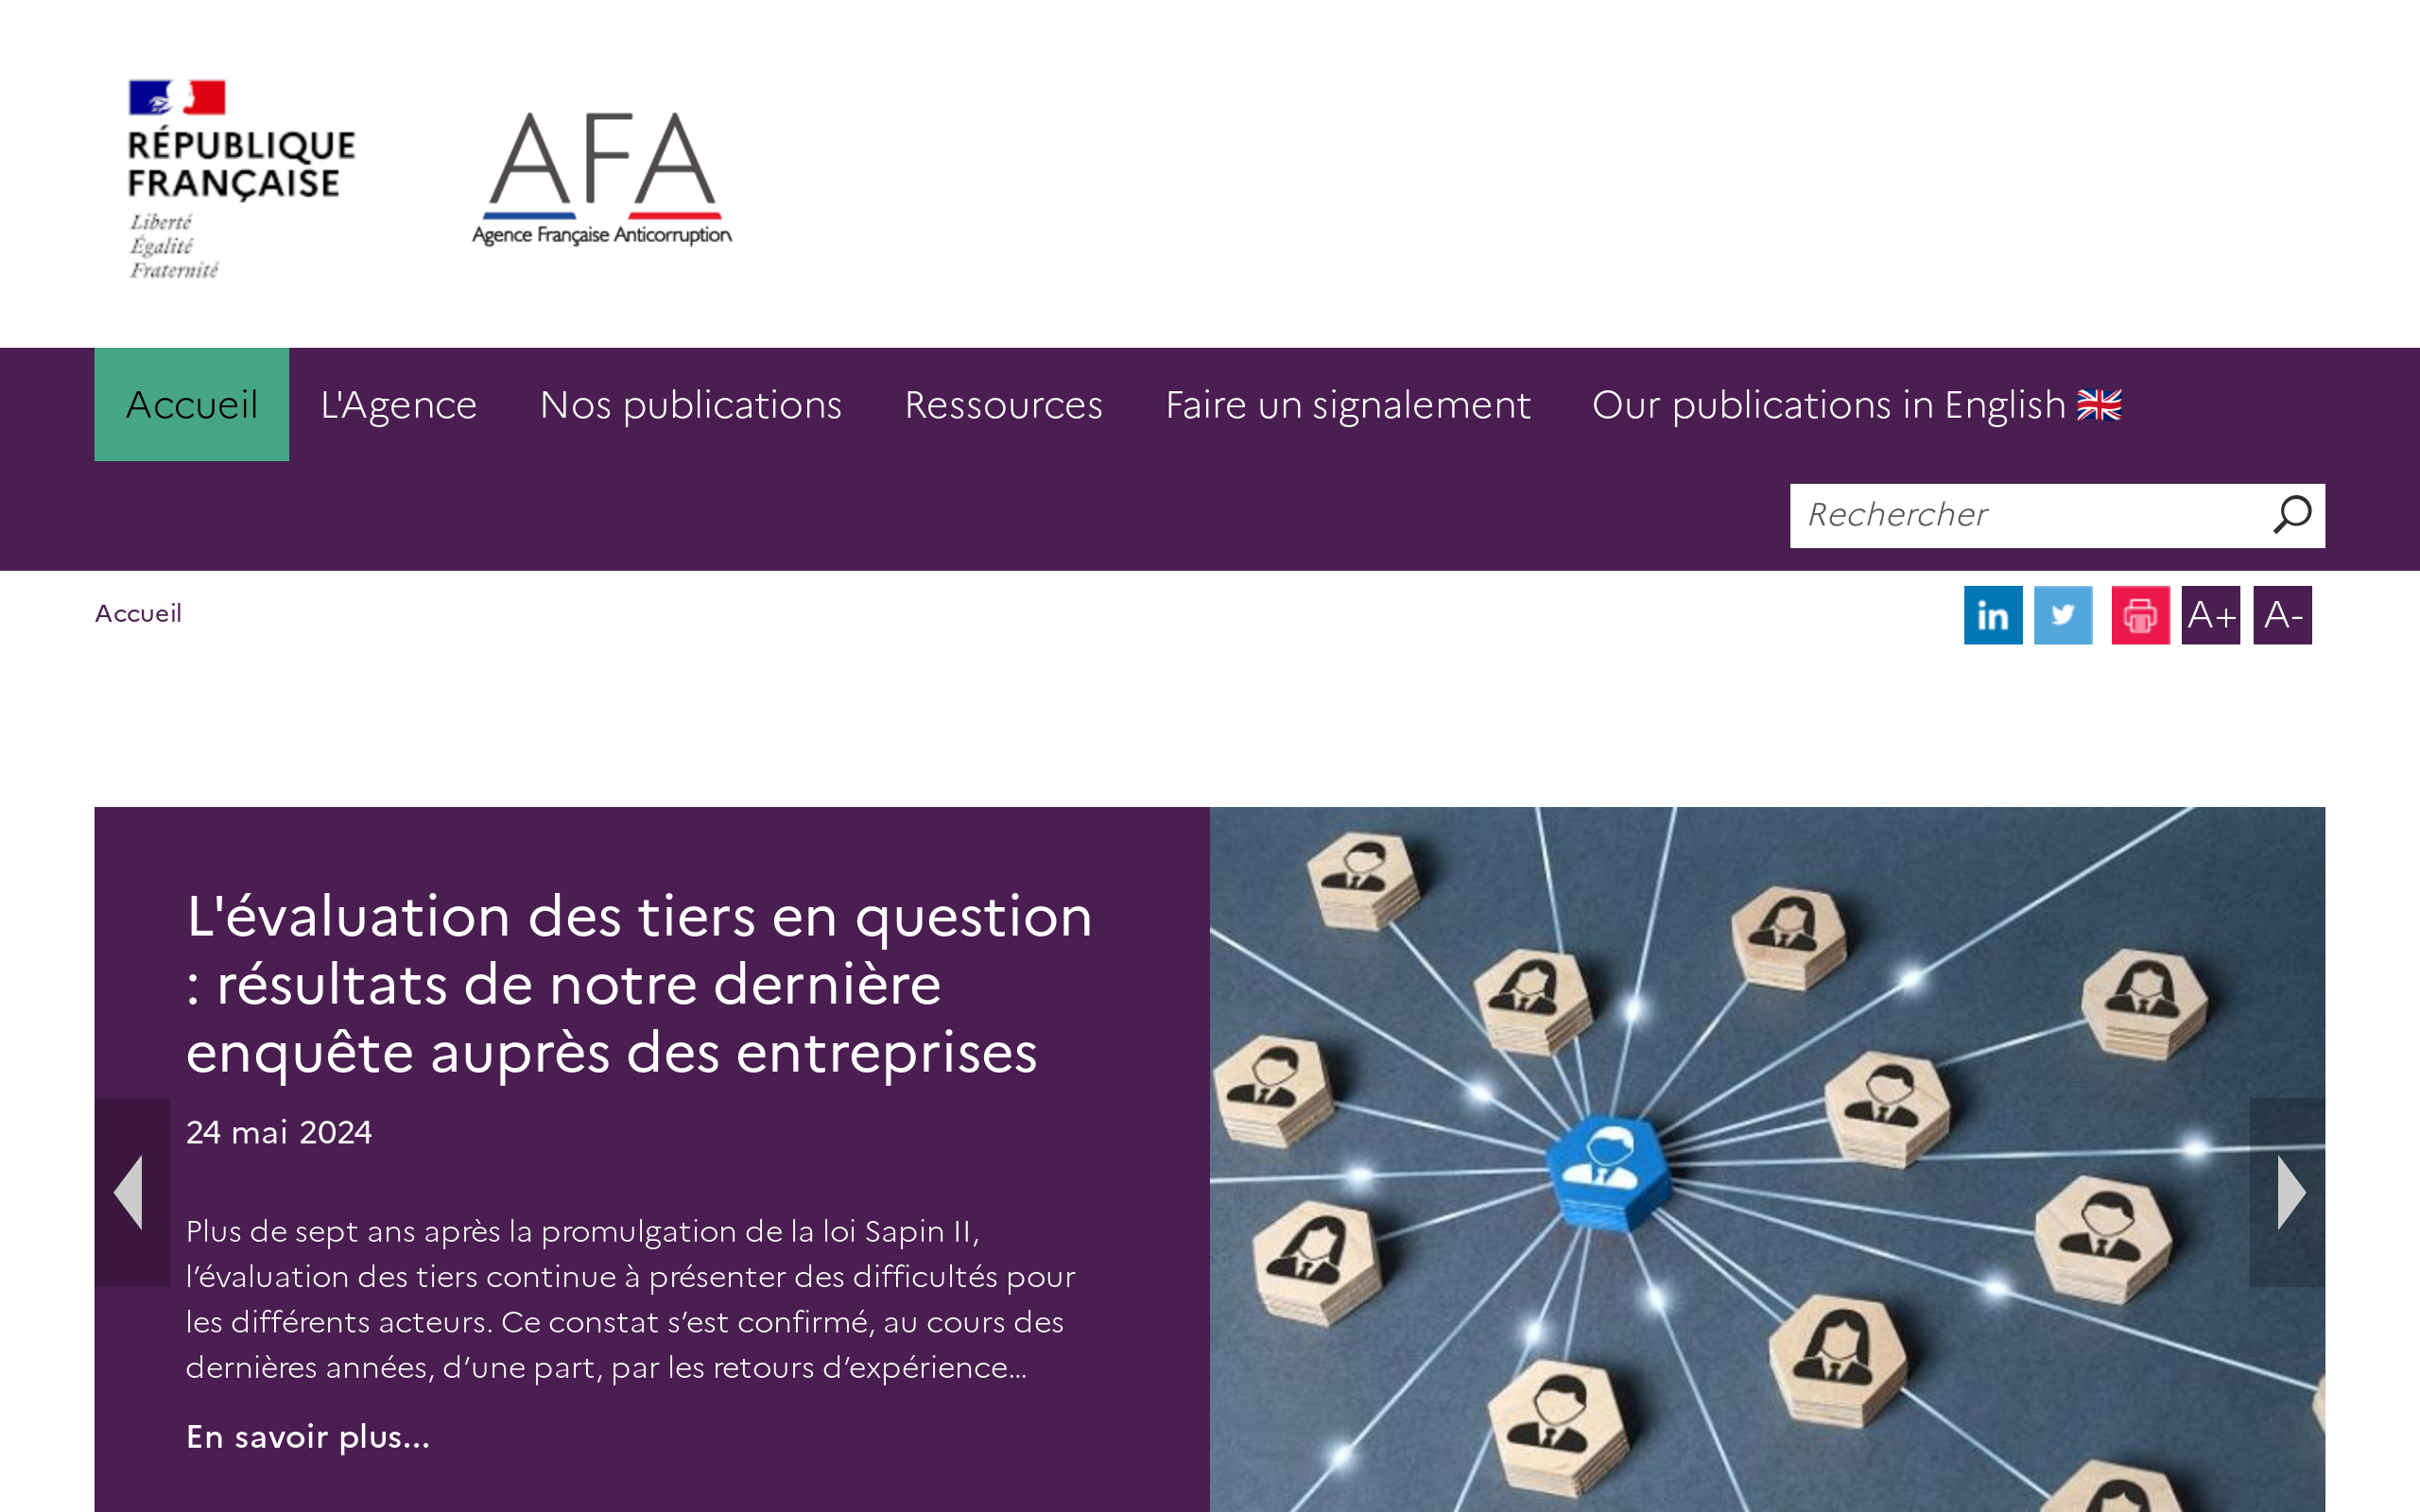 RÉPUBLIQUE
FRANÇAISE
Liberté
Égalité
Fraternité
AFA
Agence Française Anticorruption
Accueil
L'Agence
Nos publications
Ressources
Faire un signalement
Our publications in English 🇬🇧
Rechercher
Accueil
in
A+
A-
L'évaluation des tiers en question
: résultats de notre dernière
enquête auprès des entreprises
24 mai 2024
Plus de sept ans après la promulgation de la loi Sapin II,
l’évaluation des tiers continue à présenter des difficultés pour
les différents acteurs. Ce constat s’est confirmé, au cours des
dernières années, d’une part, par les retours d’expérience...
En savoir plus...